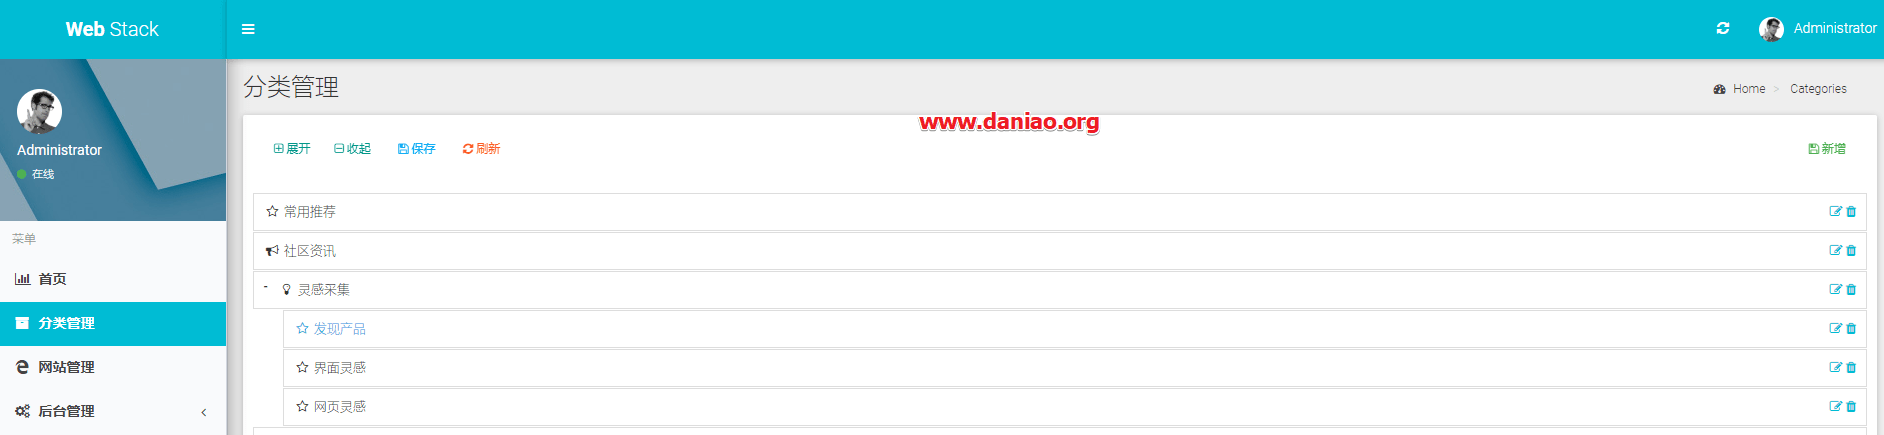 Web Stack
Administrator
Administrator
在线
菜单
首页
分类管理
网站管理
后台管理
分类管理
Home > Categories
www.daniao.org
展开 收起 保存 刷新 新增
常用推荐
社区资讯
灵感采集
发现产品
界面灵感
网页灵感